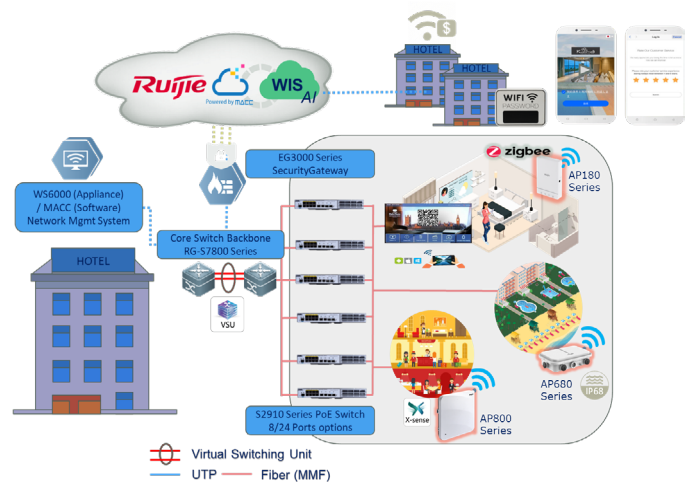 HOTEL
HOTEL
Ruijie
Powered by MACC
WIS
AI
WIFI
PASSWORD
EG3000 Series
SecurityGateway
zigbee
AP180
Series
WS6000 (Appliance)
/ MACC (Software)
Network Mgmt System
Core Switch Backbone
RG-S7800 Series
HOTEL
VSU
AP680
Series
IP68
X-sense
AP800
Series
S2910 Series PoE Switch
8/24 Ports options
Virtual Switching Unit
UTP
Fiber (MMF)